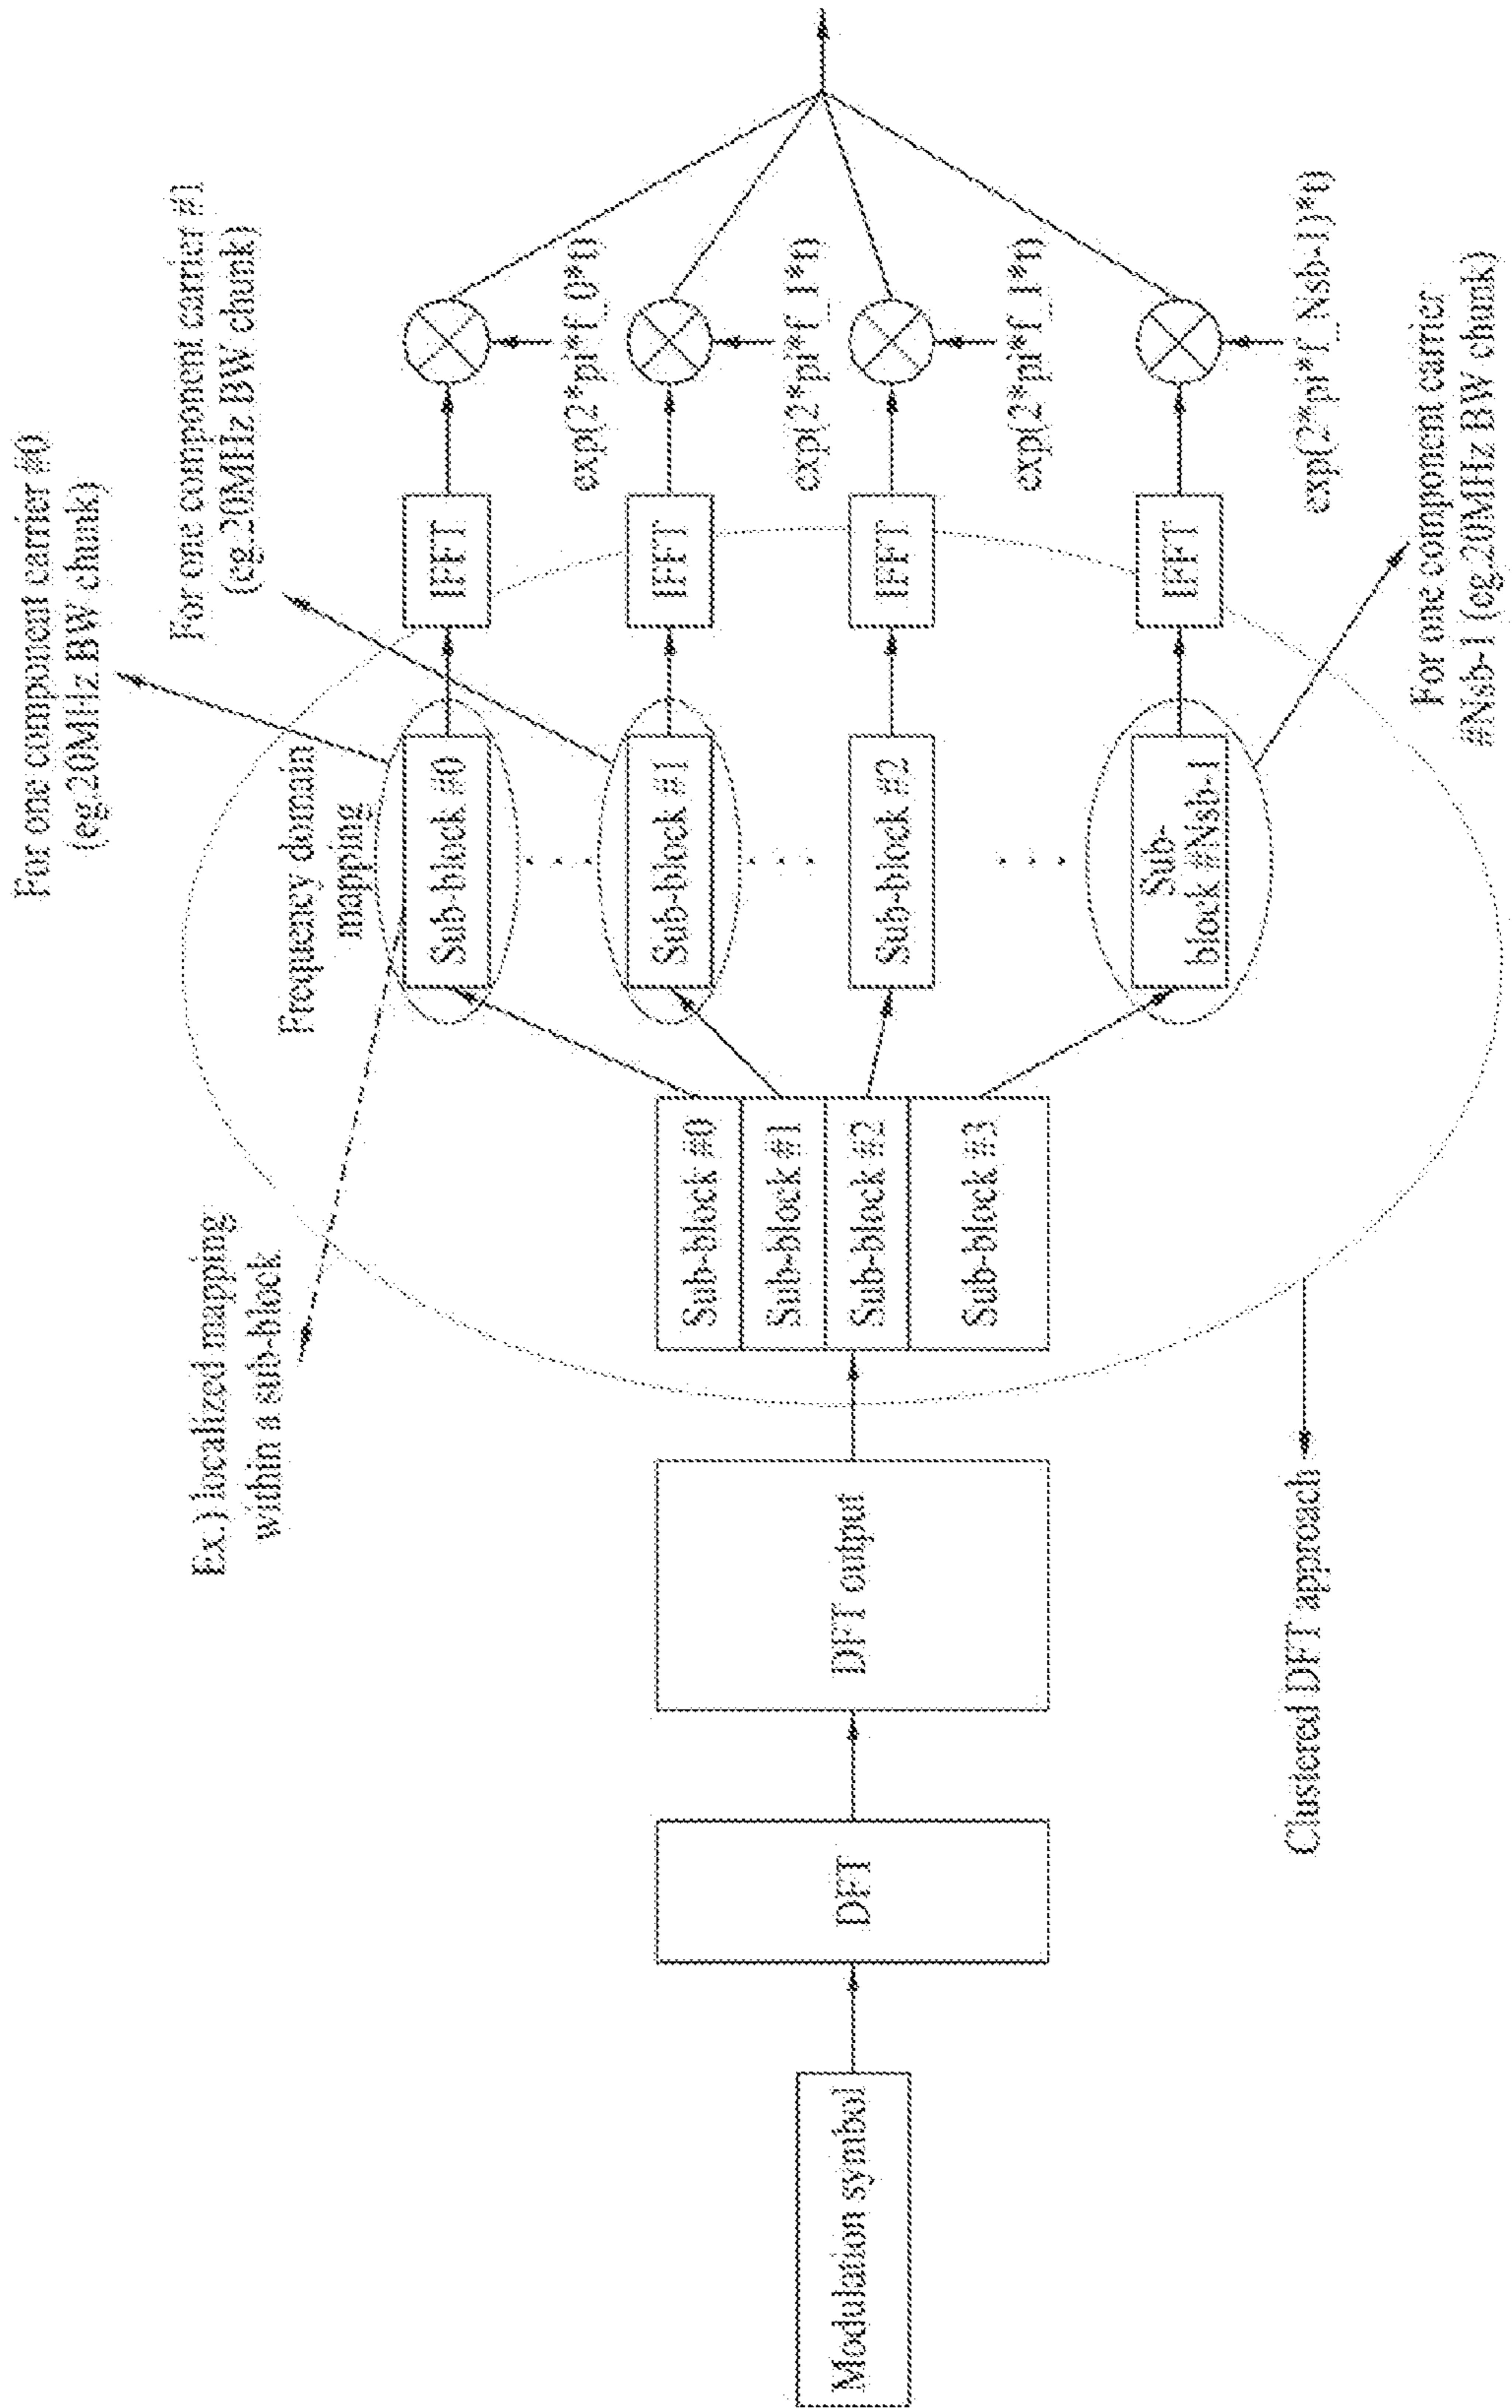 Modulation symbol
DFT
DFT output
Clustered DFT approach
Ex.) localized mapping
within a sub-block
Sub-block #0
Sub-block #1
Sub-block #2
Sub-block #3
Frequency domain
mapping
Sub-block #0
Sub-block #1
Sub-block #2
Sub-
block #Nsb-1
For one component carrier #0
(eg.20MHz BW chunk)
For one component carrier #1
(eg.20MHz BW chunk)
IFFT
IFFT
IFFT
IFFT
exp(2*pi*f_0*t)
exp(2*pi*f_1*t)
exp(2*pi*f_1*t)
exp(2*pi*f_Nsb-1)*t)
For one component carrier
#Nsb-1 (eg.20MHz BW chunk)